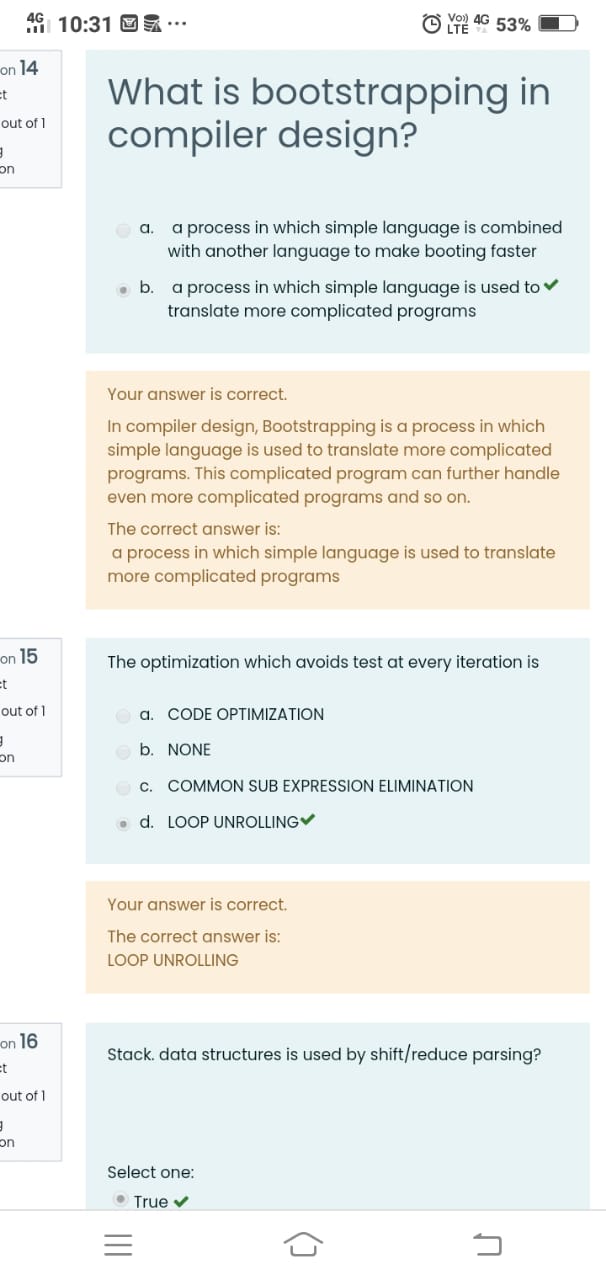 4G 10:31 ... Vo)) 4G 53%
LTE
on 14
ct
out of 1
g
on
What is bootstrapping in
compiler design?
a. a process in which simple language is combined
with another language to make booting faster
b. a process in which simple language is used to
translate more complicated programs
Your answer is correct.
In compiler design, Bootstrapping is a process in which
simple language is used to translate more complicated
programs. This complicated program can further handle
even more complicated programs and so on.
The correct answer is:
a process in which simple language is used to translate
more complicated programs
on 15
ct
out of 1
g
on
The optimization which avoids test at every iteration is
a. CODE OPTIMIZATION
b. NONE
c. COMMON SUB EXPRESSION ELIMINATION
d. LOOP UNROLLING
Your answer is correct.
The correct answer is:
LOOP UNROLLING
on 16
ct
out of 1
g
on
Stack. data structures is used by shift/reduce parsing?
Select one:
True